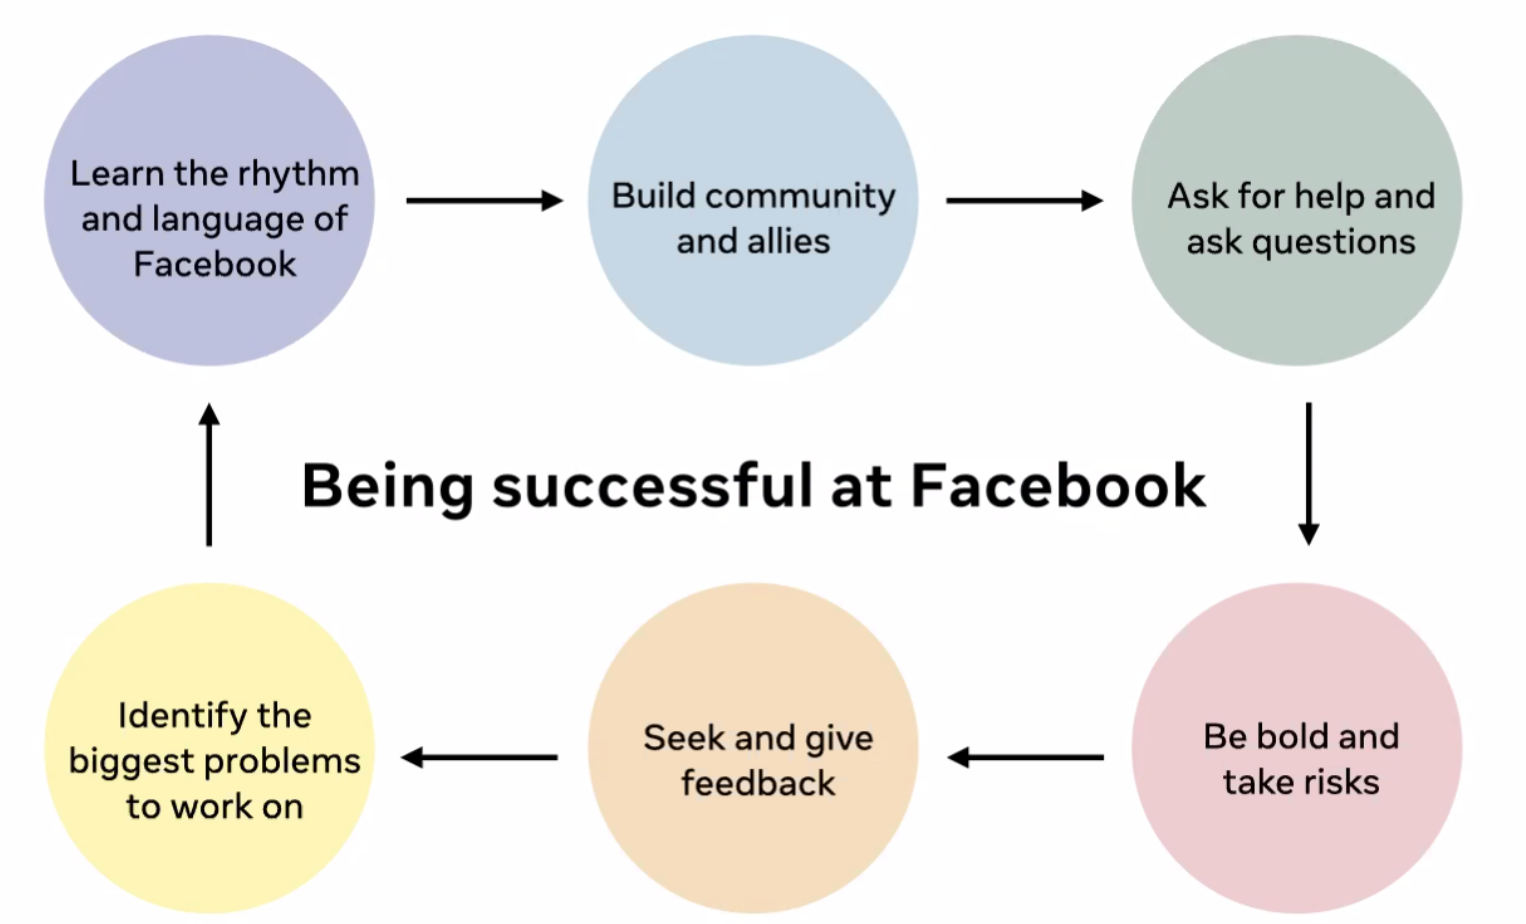 Learn the rhythm
and language of
Facebook
Build community
and allies
Ask for help and
ask questions
Being successful at Facebook
Identify the
biggest problems
to work on
Seek and give
feedback
Be bold and
take risks